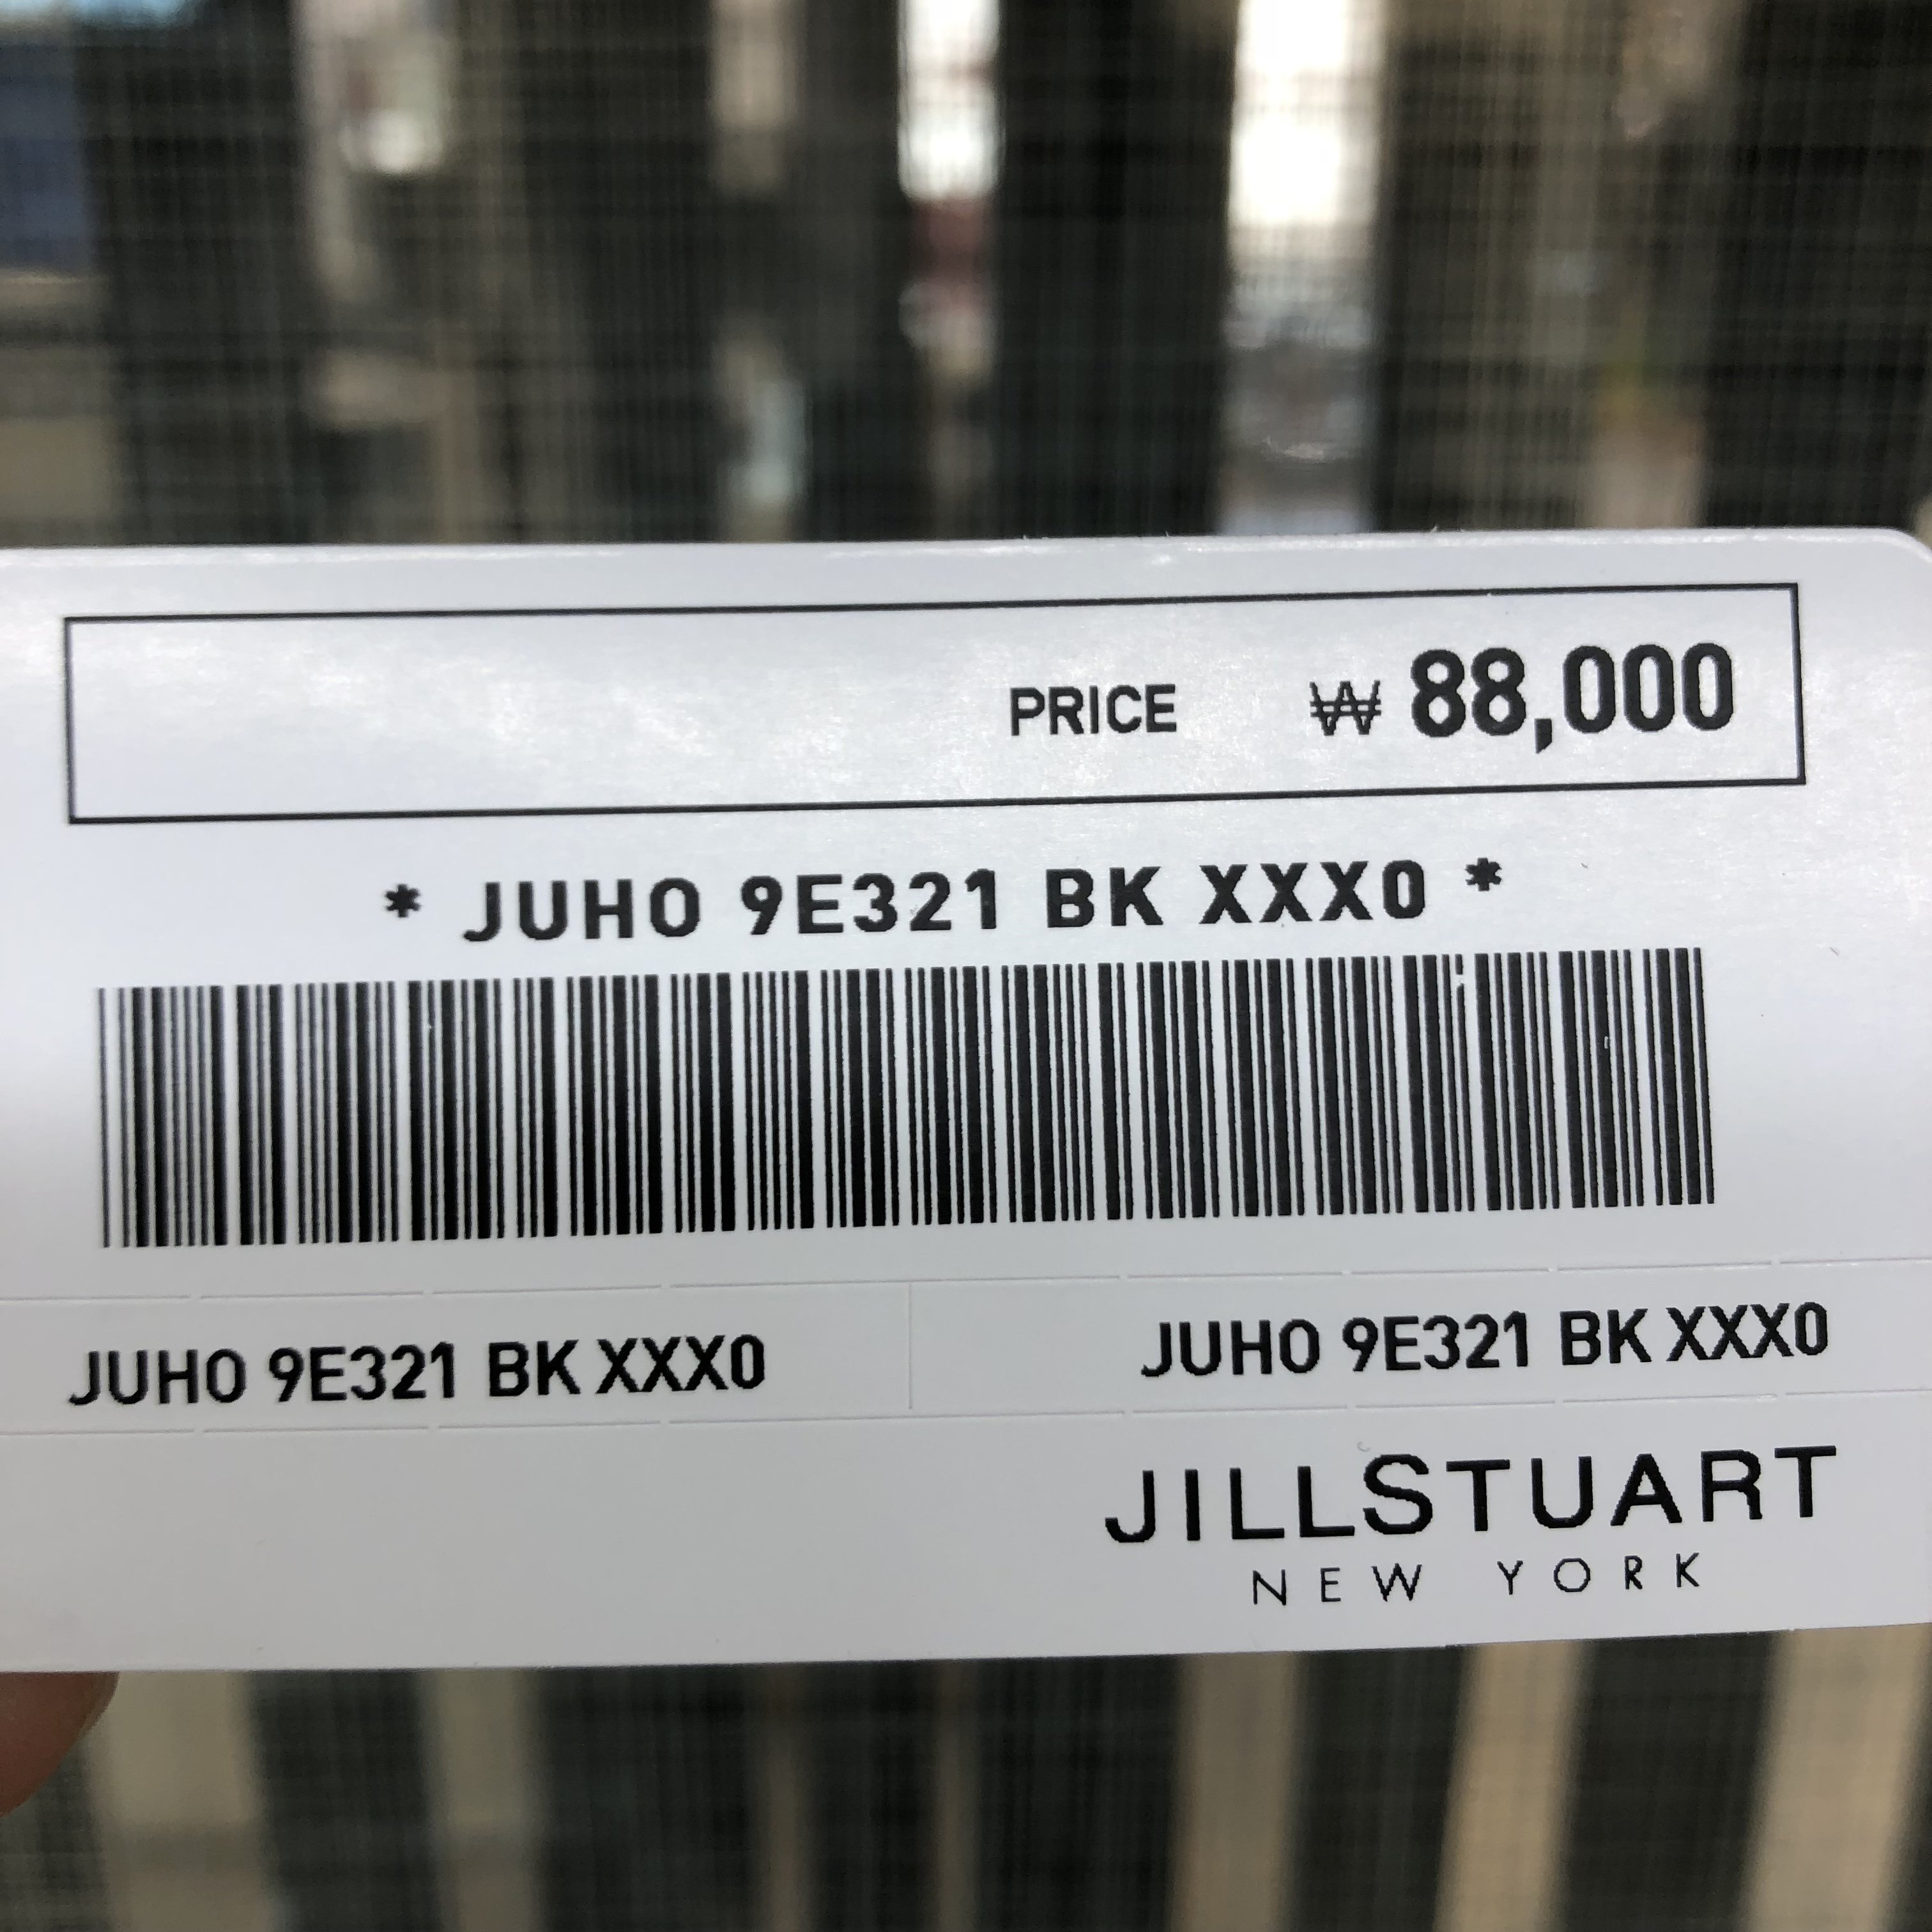 PRICE ₩ 88,000
* JUHO 9E321 BK XXX0 *
JUHO 9E321 BK XXX0 JUHO 9E321 BK XXX0
JILLSTUART
NEW YORK